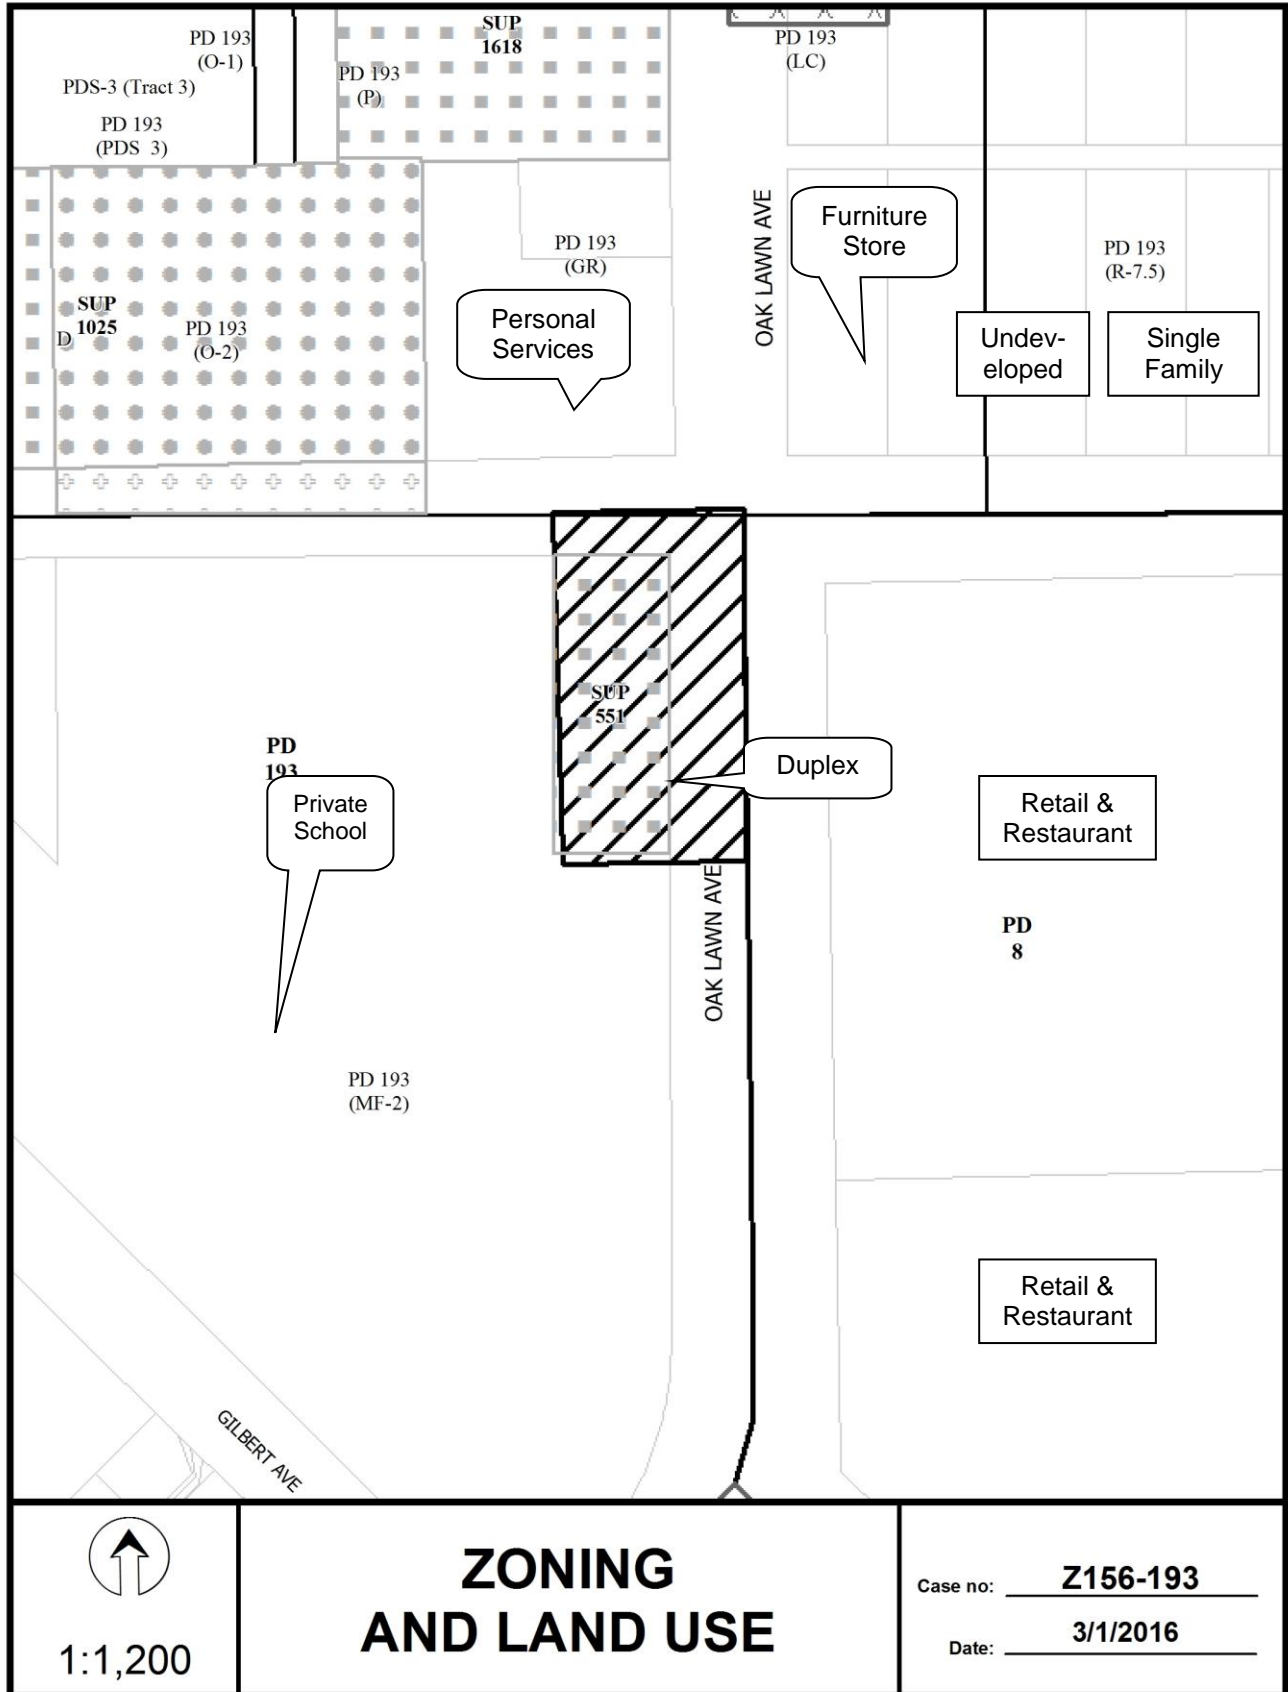 PD 193
(O-1)
PDS-3 (Tract 3)
PD 193
(PDS 3)
SUP
1618
PD 193
(P)
PD 193
(LC)
OAK LAWN AVE
Furniture
Store
PD 193
(GR)
PD 193
(R-7.5)
SUP
1025
D
PD 193
(O-2)
Personal
Services
Undev-
eloped
Single
Family
SUP
551
PD
193
Private
School
Duplex
Retail &
Restaurant
OAK LAWN AVE
PD
8
PD 193
(MF-2)
Retail &
Restaurant
GILBERT AVE
1:1,200
ZONING
AND LAND USE
Case no: Z156-193
Date: 3/1/2016